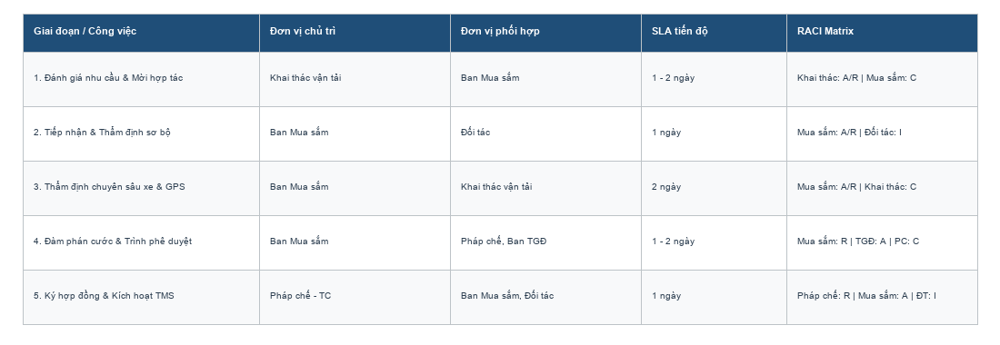 Giai đoạn / Công việc | Đơn vị chủ trì | Đơn vị phối hợp | SLA tiến độ | RACI Matrix
1. Đánh giá nhu cầu & Mời hợp tác | Khai thác vận tải | Ban Mua sắm | 1 - 2 ngày | Khai thác: A/R | Mua sắm: C
2. Tiếp nhận & Thẩm định sơ bộ | Ban Mua sắm | Đối tác | 1 ngày | Mua sắm: A/R | Đối tác: I
3. Thẩm định chuyên sâu xe & GPS | Ban Mua sắm | Khai thác vận tải | 2 ngày | Mua sắm: A/R | Khai thác: C
4. Đàm phán cước & Trình phê duyệt | Ban Mua sắm | Pháp chế, Ban TGĐ | 1 - 2 ngày | Mua sắm: R | TGĐ: A | PC: C
5. Ký hợp đồng & Kích hoạt TMS | Pháp chế - TC | Ban Mua sắm, Đối tác | 1 ngày | Pháp chế: R | Mua sắm: A | ĐT: I